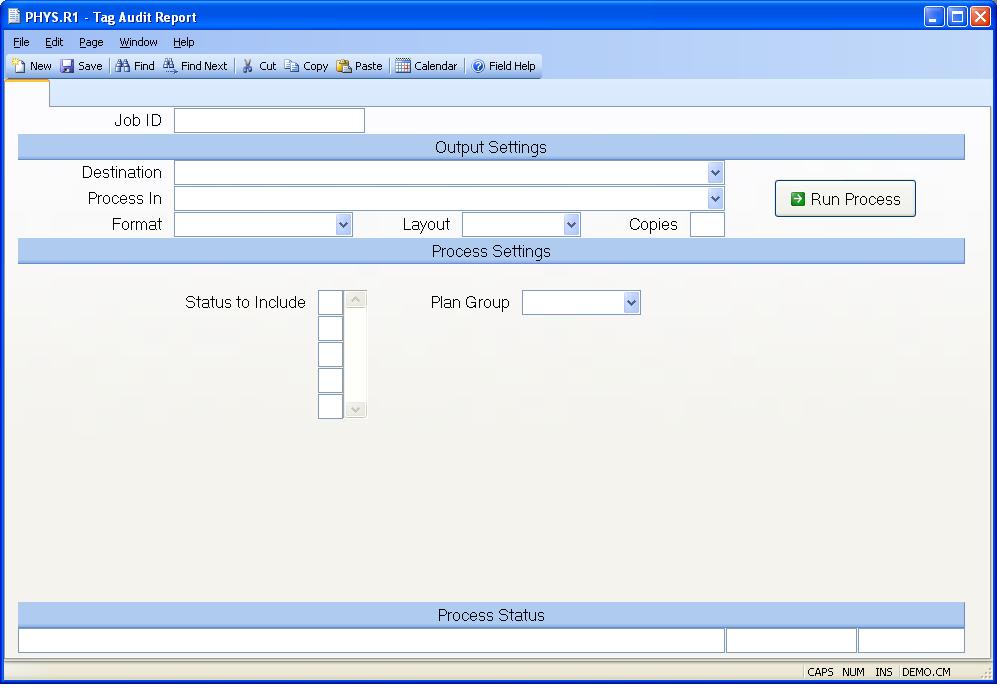 PHYS.R1 - Tag Audit Report
File Edit Page Window Help
New Save Find Find Next Cut Copy Paste Calendar Field Help
Job ID
Output Settings
Destination
Process In
Run Process
Format Layout Copies
Process Settings
Status to Include Plan Group
Process Status
CAPS NUM INS DEMO.CM